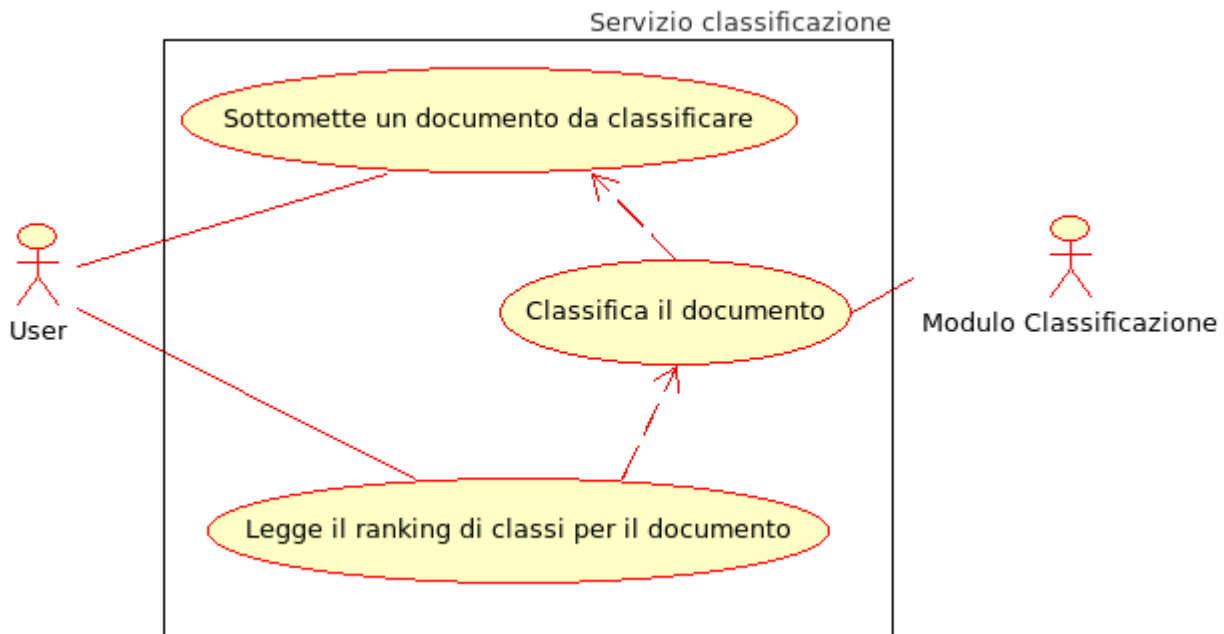 Servizio classificazione
Sottomette un documento da classificare
User
Classifica il documento
Modulo Classificazione
Legge il ranking di classi per il documento